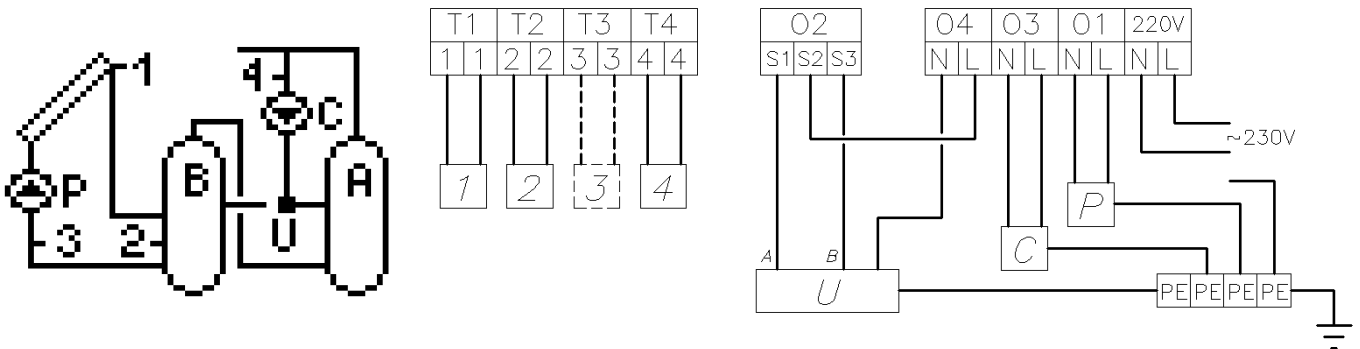 1
4
C
P
B
A
3
2
U
T1 T2 T3 T4
1 1 2 2 3 3 4 4
1 2 3 4
O2 O4 O3 O1 220V
S1 S2 S3 N L N L N L N L
~230V
P
C
A B
U
PE PE PE PE